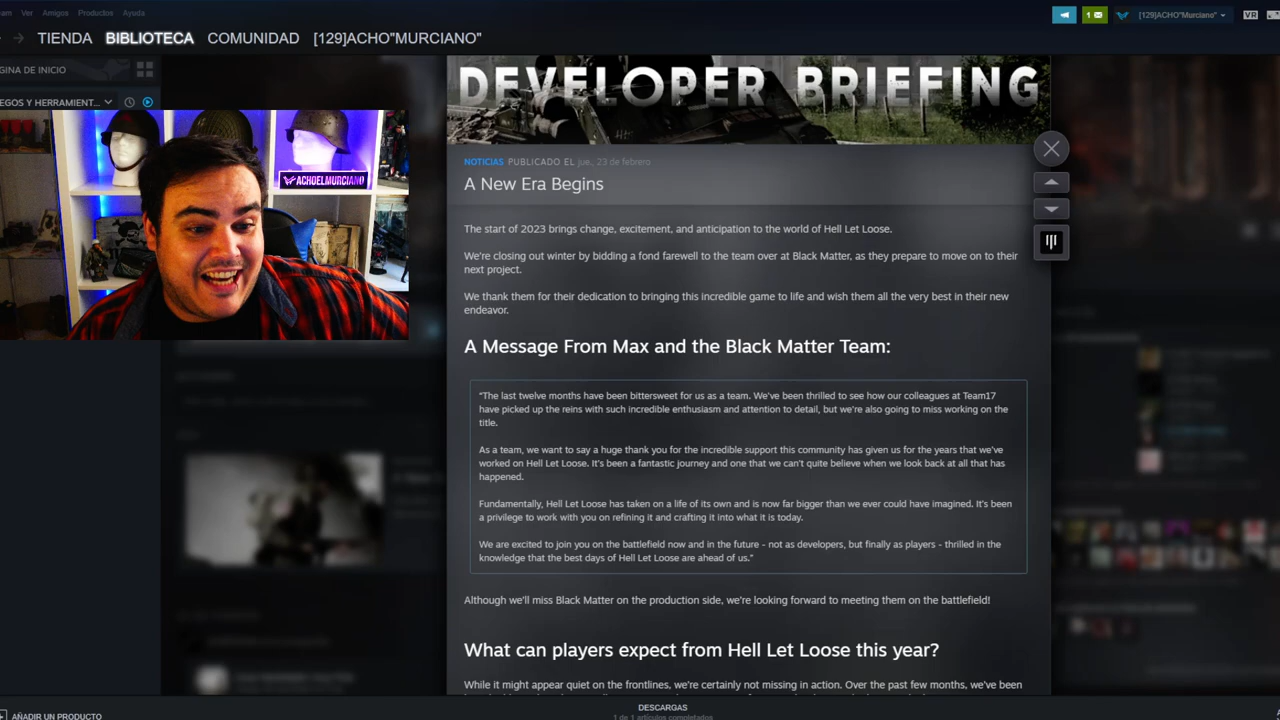 Ver Amigos Productos Ayuda
1
[129]ACHO"Murciano"
VR
TIENDA BIBLIOTECA COMUNIDAD [129]ACHO"MURCIANO"
GINA DE INICIO
EGOS Y HERRAMIENT...
ACHOELMURCIANO
DEVELOPER BRIEFING
NOTICIAS PUBLICADO EL jue., 23 de febrero
A New Era Begins
The start of 2023 brings change, excitement, and anticipation to the world of Hell Let Loose.
We're closing out winter by bidding a fond farewell to the team over at Black Matter, as they prepare to move on to their
next project.
We thank them for their dedication to bringing this incredible game to life and wish them all the very best in their new
endeavor.
A Message From Max and the Black Matter Team:
"The last twelve months have been bittersweet for us as a team. We've been thrilled to see how our colleagues at Team17
have picked up the reins with such incredible enthusiasm and attention to detail, but we're also going to miss working on the
title.
As a team, we want to say a huge thank you for the incredible support this community has given us for the years that we've
worked on Hell Let Loose. It's been a fantastic journey and one that we can't quite believe when we look back at all that has
happened.
Fundamentally, Hell Let Loose has taken on a life of its own and is now far bigger than we ever could have imagined. It's been
a privilege to work with you on refining it and crafting it into what it is today.
We are excited to join you on the battlefield now and in the future - not as developers, but finally as players - thrilled in the
knowledge that the best days of Hell Let Loose are ahead of us."
Although we'll miss Black Matter on the production side, we're looking forward to meeting them on the battlefield!
What can players expect from Hell Let Loose this year?
While it might appear quiet on the frontlines, we're certainly not missing in action. Over the past few months, we've been
AÑADIR UN PRODUCTO
DESCARGAS
1 de 1 artículos completados